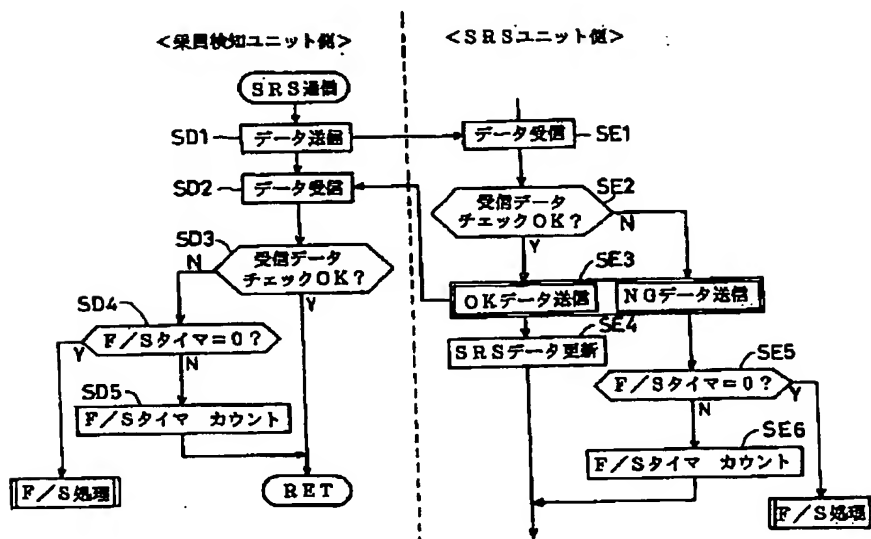 <乗員検知ユニット側>
<SRSユニット側>
SRS通信
SD1
データ送信
データ受信
SE1
SD2
データ受信
SE2
受信データ
チェックOK?
N
Y
SD3
N
受信データ
チェックOK?
Y
SE3
OKデータ送信
NGデータ送信
SD4
F/Sタイマ=0?
Y
N
SE4
SRSデータ更新
SE5
F/Sタイマ=0?
Y
N
SD5
F/Sタイマ カウント
SE6
F/Sタイマ カウント
F/S処理
RET
F/S処理